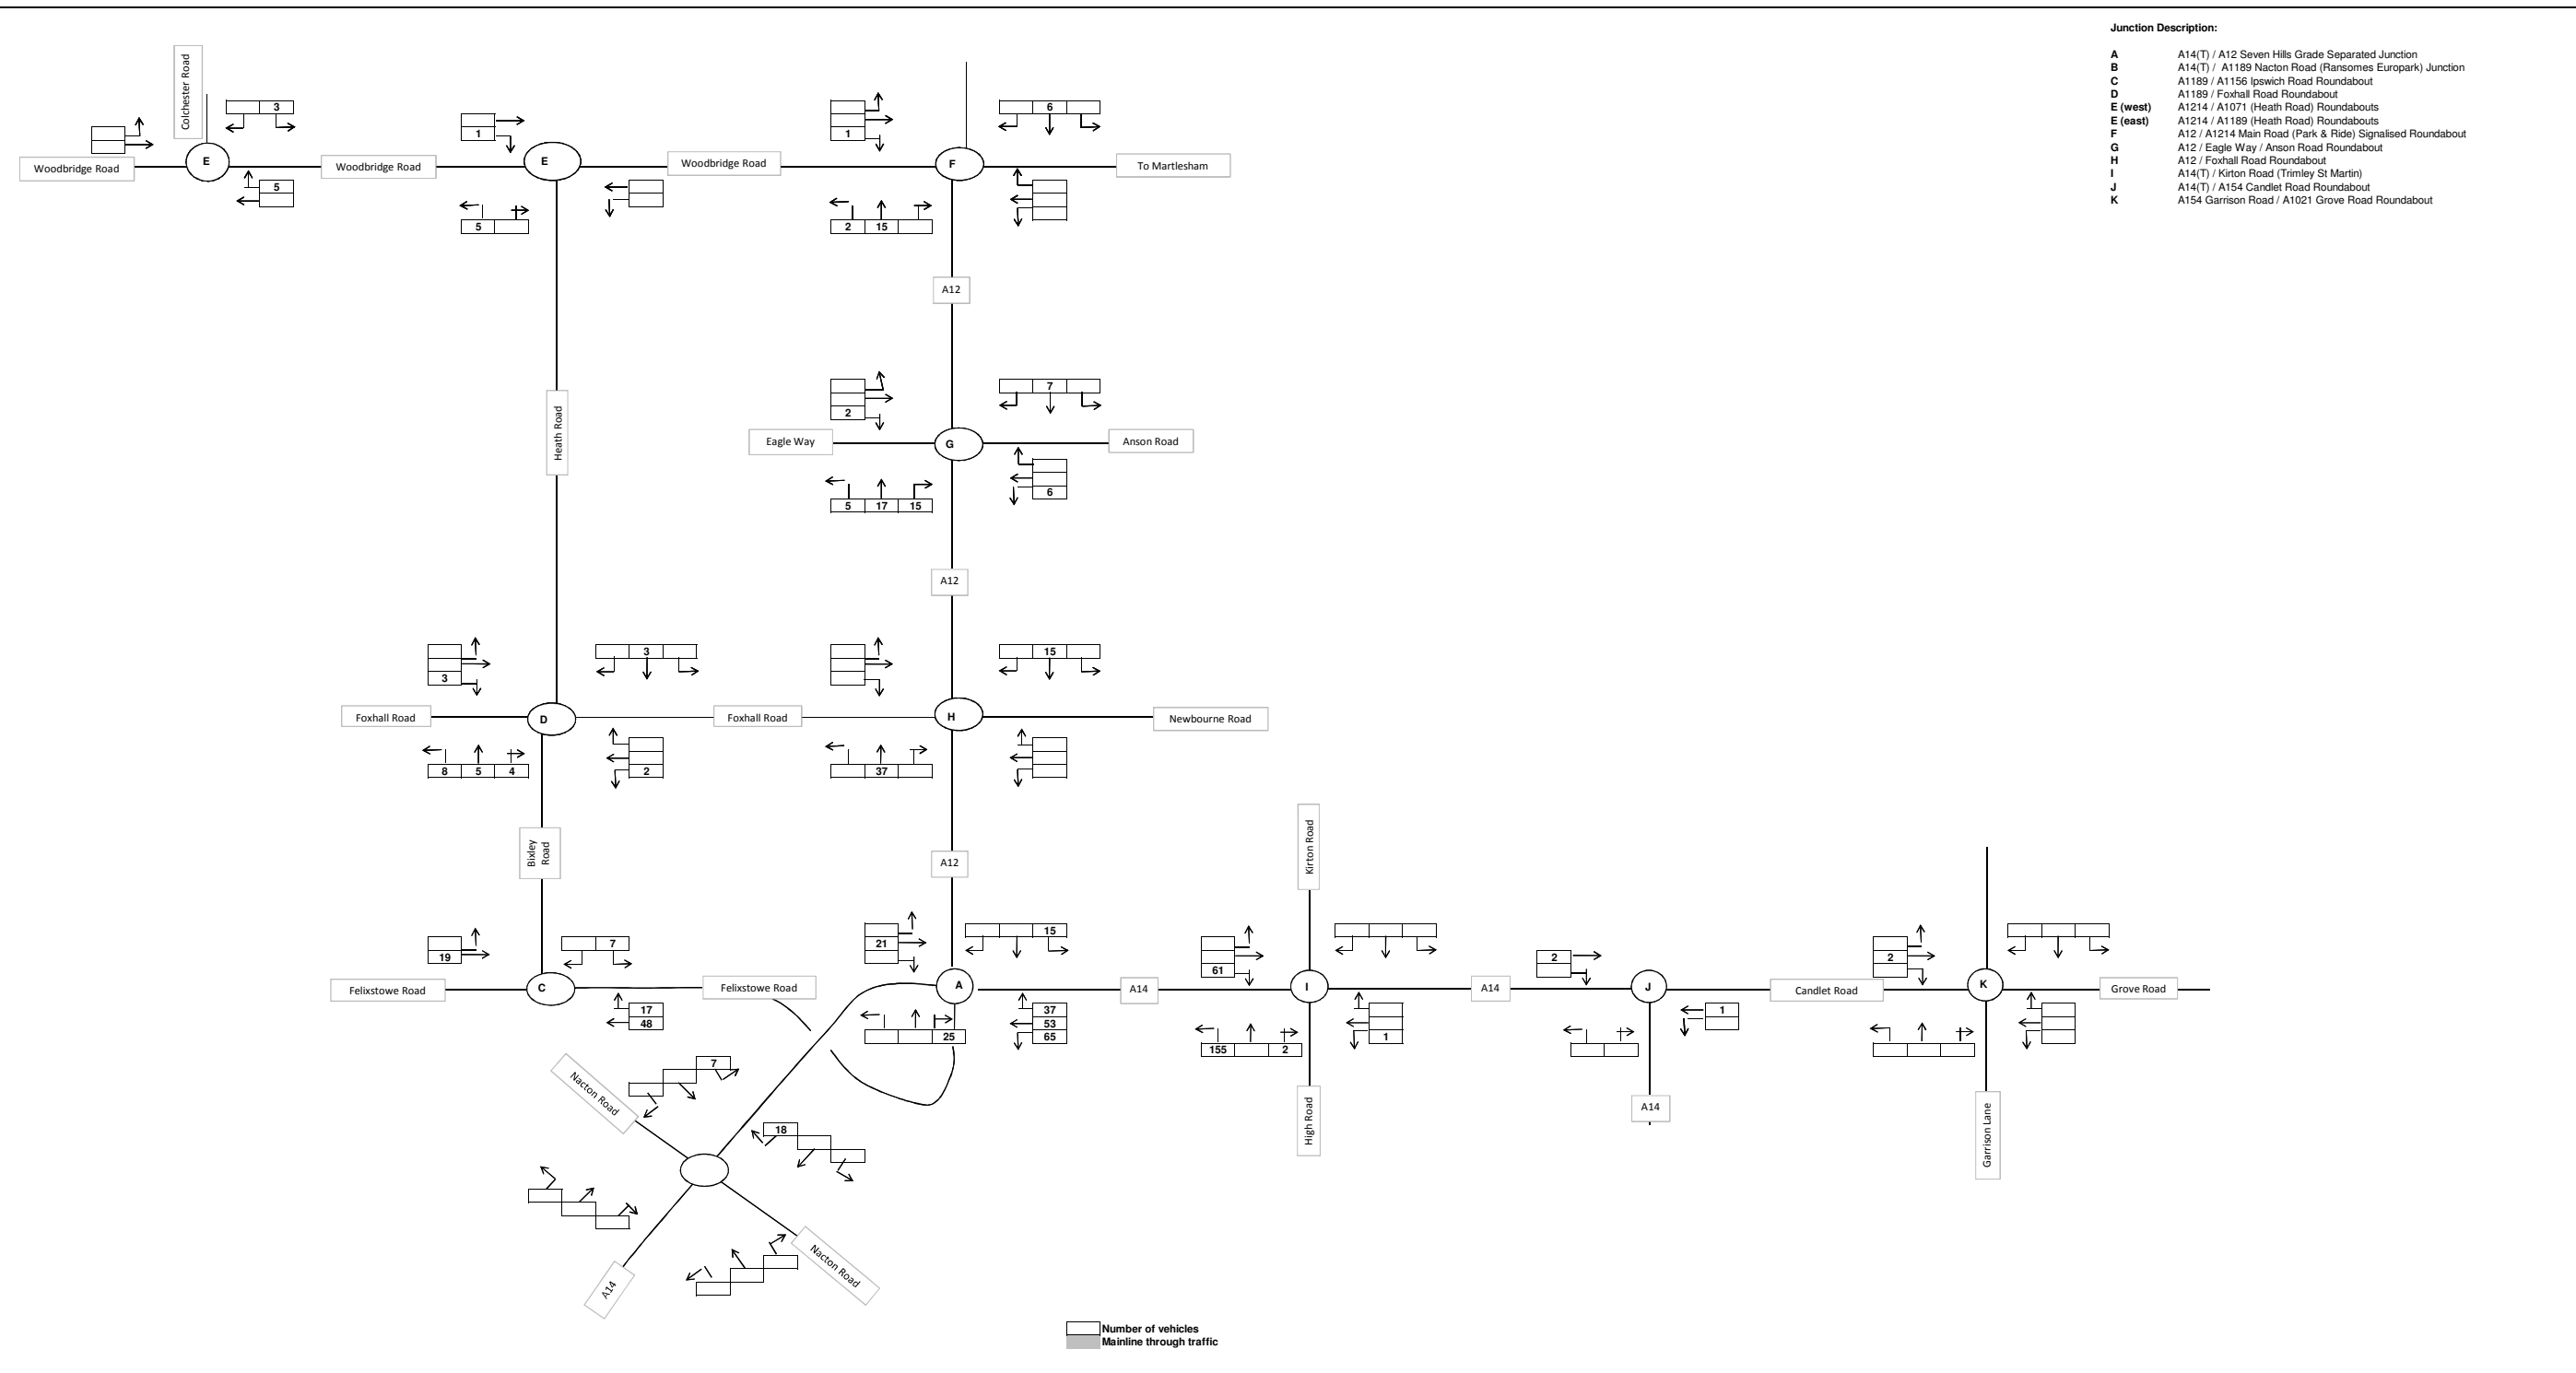 Junction Description:
A A14(T) / A12 Seven Hills Grade Separated Junction
B A14(T) / A1189 Nacton Road (Ransomes Europark) Junction
C A1189 / A1156 Ipswich Road Roundabout
D A1189 / Foxhall Road Roundabout
E (west) A1214 / A1071 (Heath Road) Roundabouts
E (east) A1214 / A1189 (Heath Road) Roundabouts
F A12 / A1214 Main Road (Park & Ride) Signalised Roundabout
G A12 / Eagle Way / Anson Road Roundabout
H A12 / Foxhall Road Roundabout
I A14(T) / Kirton Road (Trimley St Martin)
J A14(T) / A154 Candlet Road Roundabout
K A154 Garrison Road / A1021 Grove Road Roundabout
Colchester Road
3
1
1
6
Woodbridge Road
E
Woodbridge Road
E
Woodbridge Road
F
To Martlesham
5
5
2 15
A12
Heath Road
2
7
Eagle Way
G
Anson Road
5 17 15
6
A12
3
3
15
Foxhall Road
D
Foxhall Road
H
Newbourne Road
8 5 4
2
37
Bixley
Road
A12
Kirton Road
19
7
21
15
61
2
2
Felixstowe Road
C
Felixstowe Road
A
A14
I
A14
J
Candlet Road
K
Grove Road
17
48
25
37
53
65
155 2
1
1
Nacton Road
7
18
High Road
A14
Garrison Lane
A14
Nacton Road
Number of vehicles
Mainline through traffic